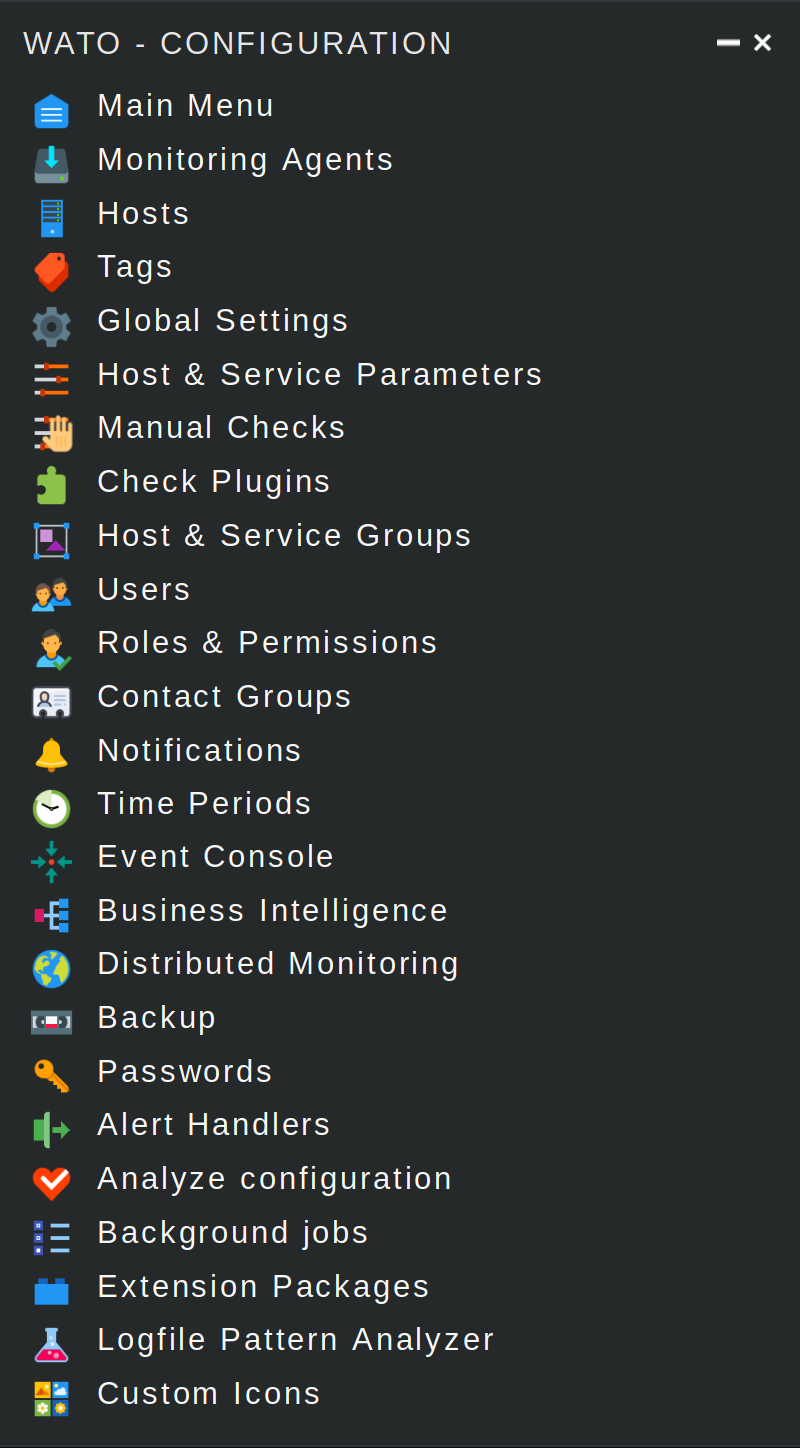 WATO - CONFIGURATION
Main Menu
Monitoring Agents
Hosts
Tags
Global Settings
Host & Service Parameters
Manual Checks
Check Plugins
Host & Service Groups
Users
Roles & Permissions
Contact Groups
Notifications
Time Periods
Event Console
Business Intelligence
Distributed Monitoring
Backup
Passwords
Alert Handlers
Analyze configuration
Background jobs
Extension Packages
Logfile Pattern Analyzer
Custom Icons